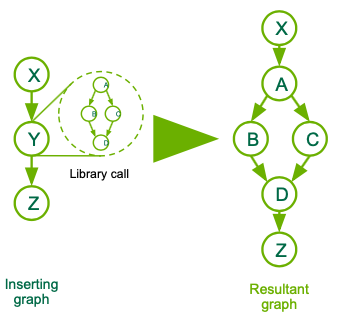 X
Y
Z
A
B C
D
Library call
Inserting
graph
X
A
B C
D
Z
Resultant
graph